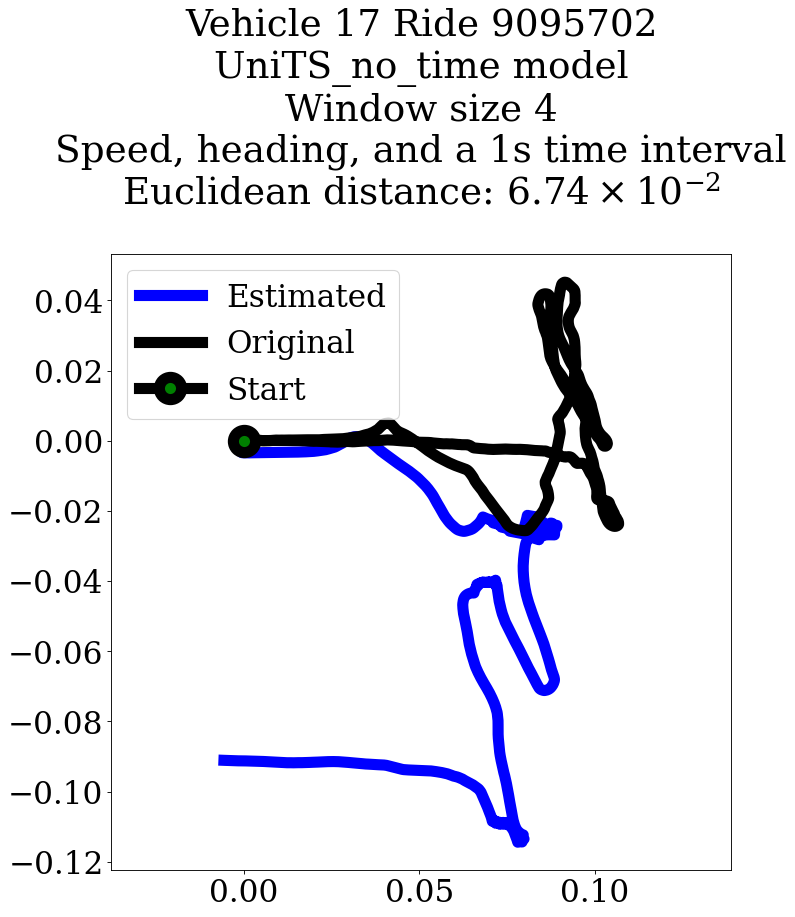 Vehicle 17 Ride 9095702
UniTS_no_time model
Window size 4
Speed, heading, and a 1s time interval
Euclidean distance: 6.74 × 10⁻²
Estimated
Original
Start
0.04
0.02
0.00
−0.02
−0.04
−0.06
−0.08
−0.10
−0.12
0.00 0.05 0.10